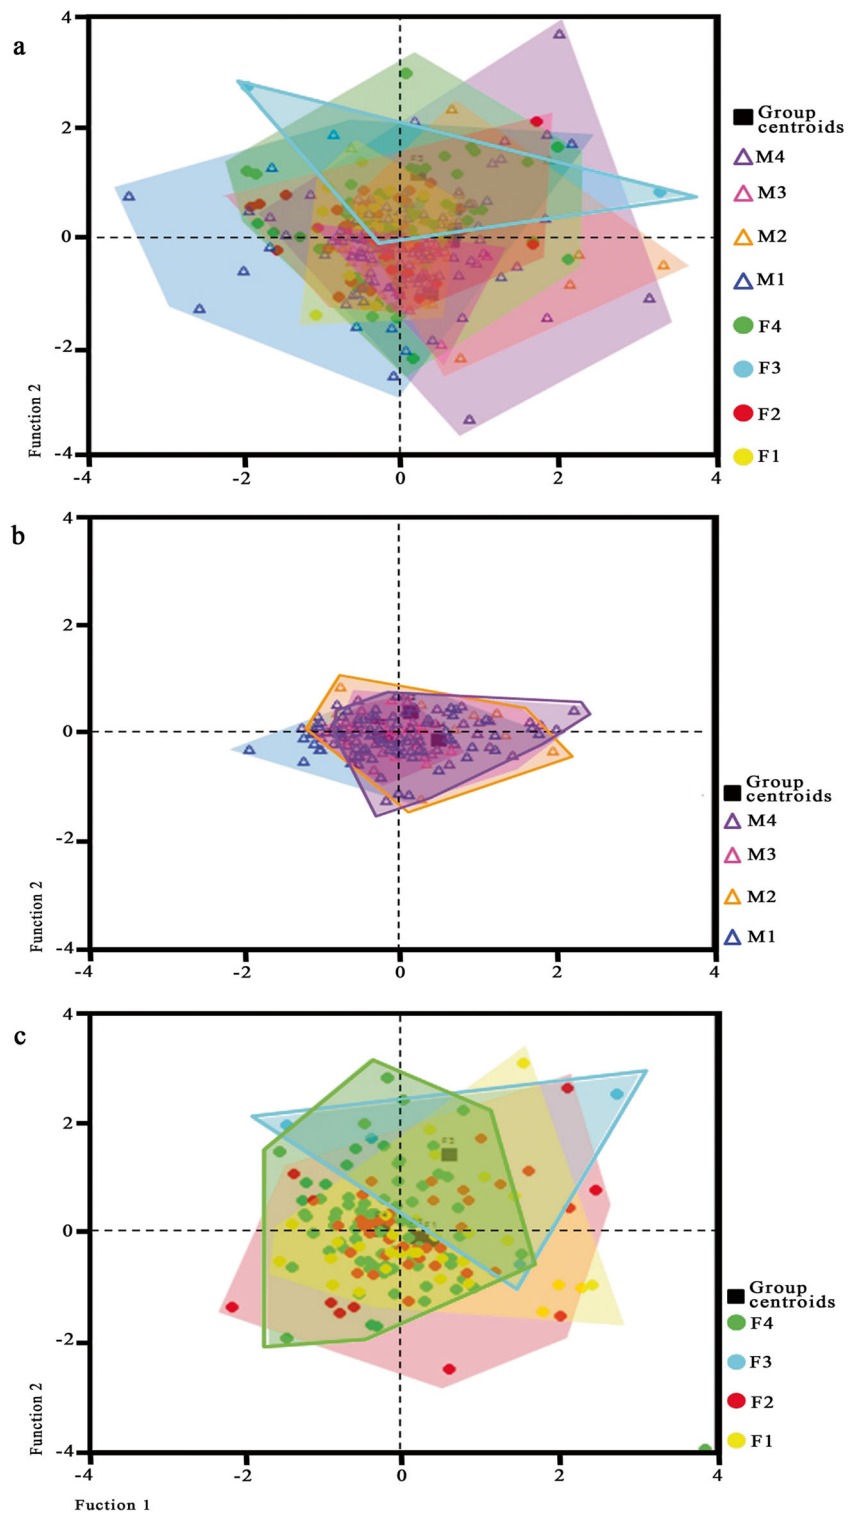 a
4
2
0
-2
-4
Function 2
-4
-2
0
2
4
Group
centroids
M4
M3
M2
M1
F4
F3
F2
F1
b
4
2
0
-2
-4
Function 2
-4
-2
0
2
4
Group
centroids
M4
M3
M2
M1
c
4
2
0
-2
-4
Function 2
-4
-2
0
2
4
Fuction 1
Group
centroids
F4
F3
F2
F1